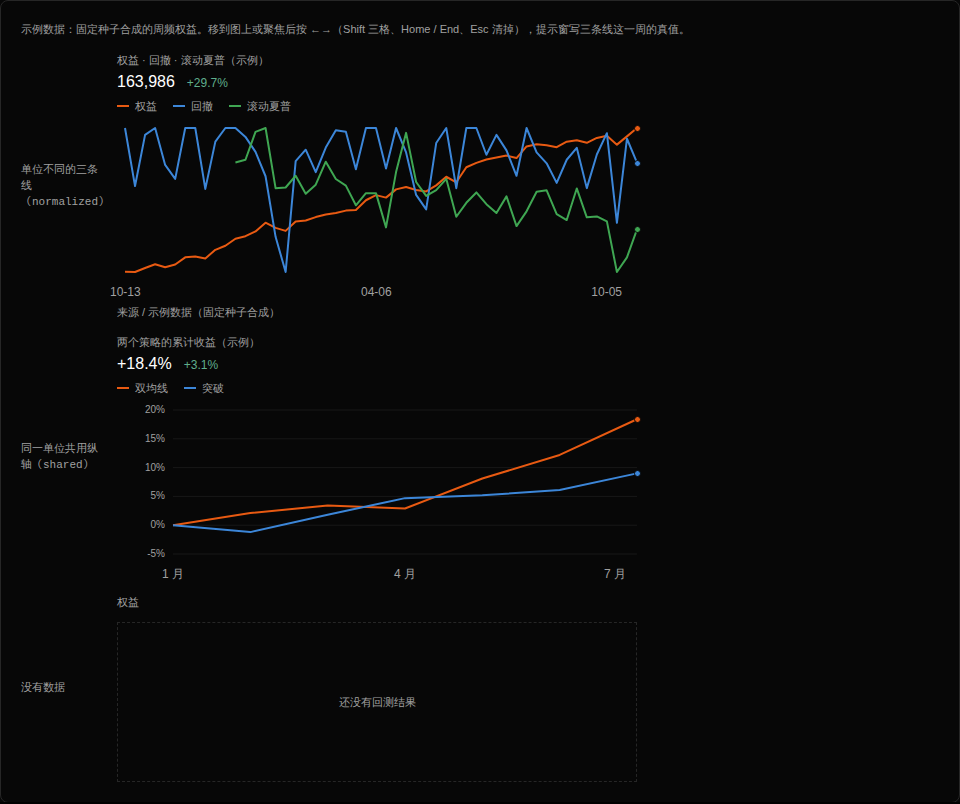 示例数据：固定种子合成的周频权益。移到图上或聚焦后按 ←→（Shift 三格、Home / End、Esc 清掉），提示窗写三条线这一周的真值。
权益 · 回撤 · 滚动夏普（示例）
163,986 +29.7%
权益 回撤 滚动夏普
单位不同的三条
线
（normalized）
10-13 04-06 10-05
来源 / 示例数据（固定种子合成）
两个策略的累计收益（示例）
+18.4% +3.1%
双均线 突破
20%
15%
10%
5%
0%
-5%
同一单位共用纵
轴（shared）
1 月 4 月 7 月
权益
没有数据
还没有回测结果